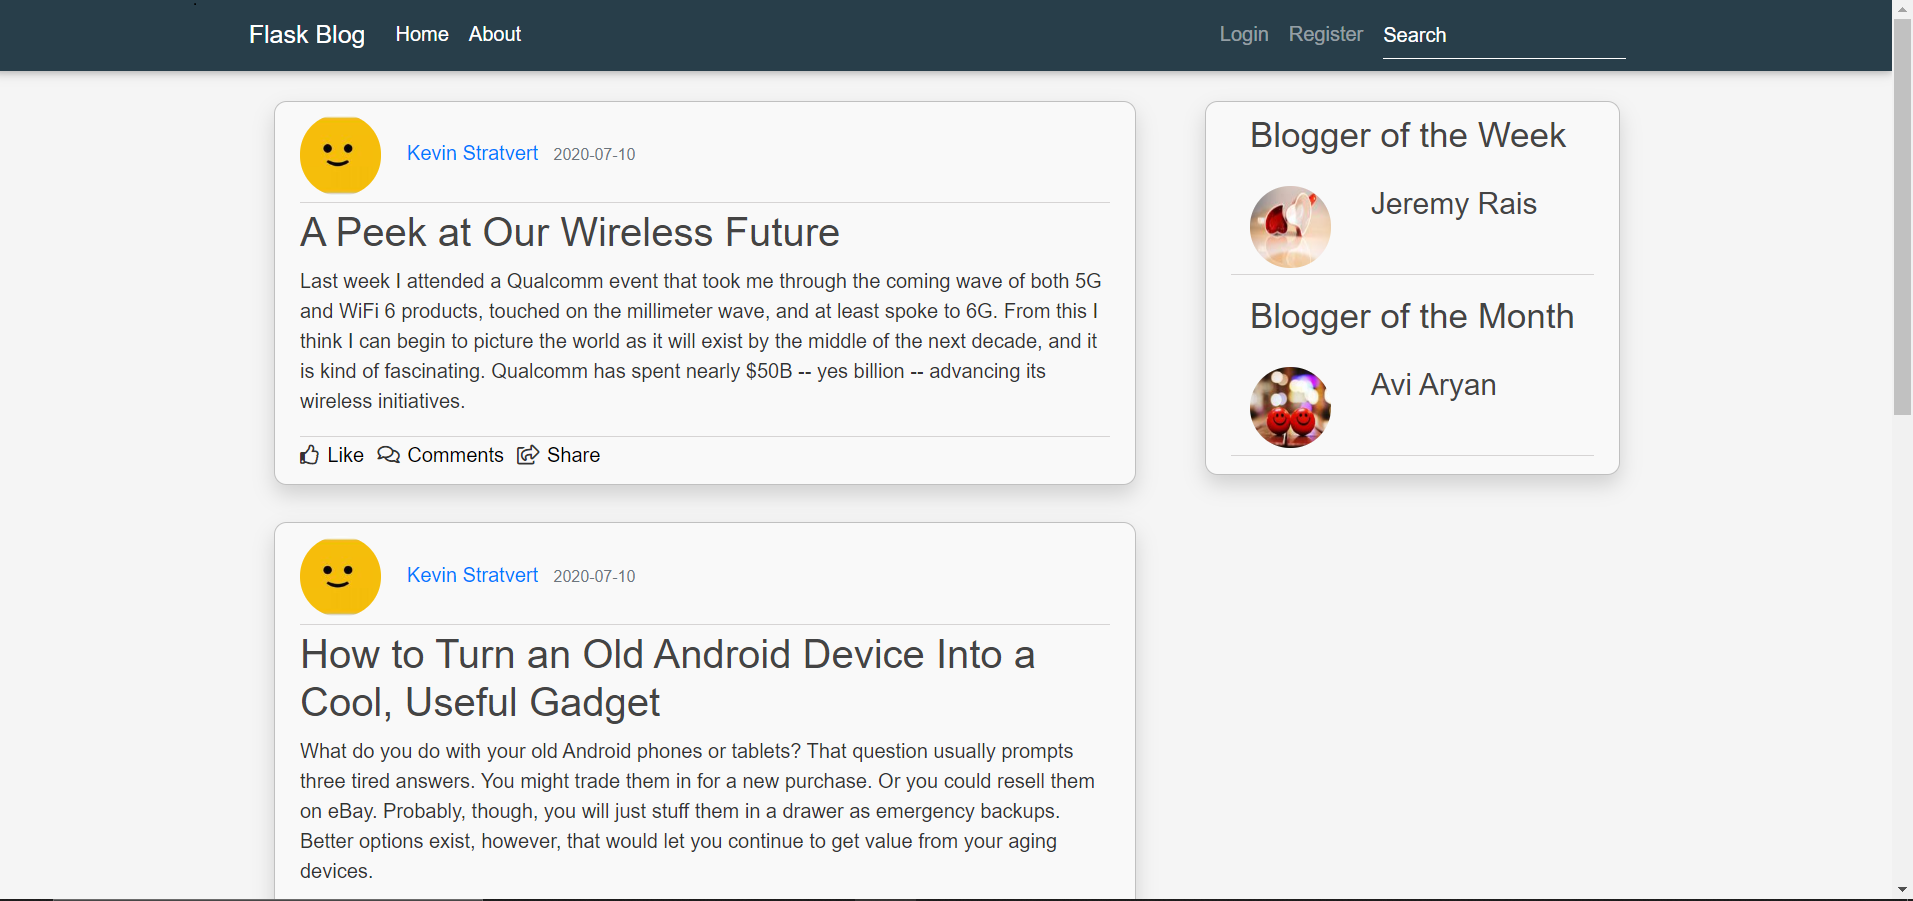 Flask Blog Home About Login Register Search
Kevin Stratvert 2020-07-10
A Peek at Our Wireless Future
Last week I attended a Qualcomm event that took me through the coming wave of both 5G
and WiFi 6 products, touched on the millimeter wave, and at least spoke to 6G. From this I
think I can begin to picture the world as it will exist by the middle of the next decade, and it
is kind of fascinating. Qualcomm has spent nearly $50B -- yes billion -- advancing its
wireless initiatives.
Like Comments Share
Kevin Stratvert 2020-07-10
How to Turn an Old Android Device Into a
Cool, Useful Gadget
What do you do with your old Android phones or tablets? That question usually prompts
three tired answers. You might trade them in for a new purchase. Or you could resell them
on eBay. Probably, though, you will just stuff them in a drawer as emergency backups.
Better options exist, however, that would let you continue to get value from your aging
devices.
Blogger of the Week
Jeremy Rais
Blogger of the Month
Avi Aryan